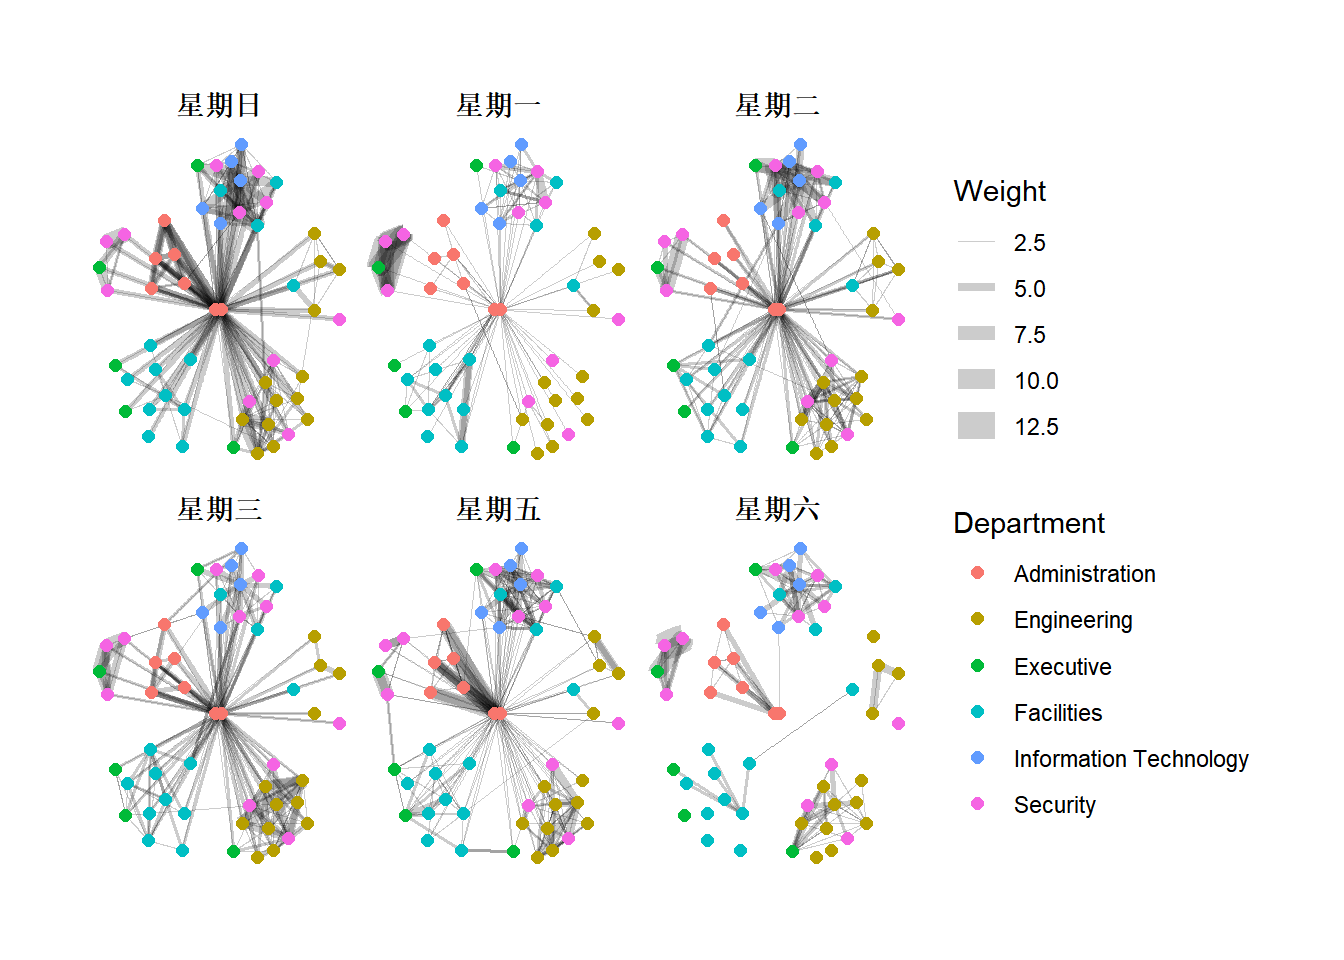 星期日
星期一
星期二
星期三
星期五
星期六
Weight
2.5
5.0
7.5
10.0
12.5
Department
Administration
Engineering
Executive
Facilities
Information Technology
Security